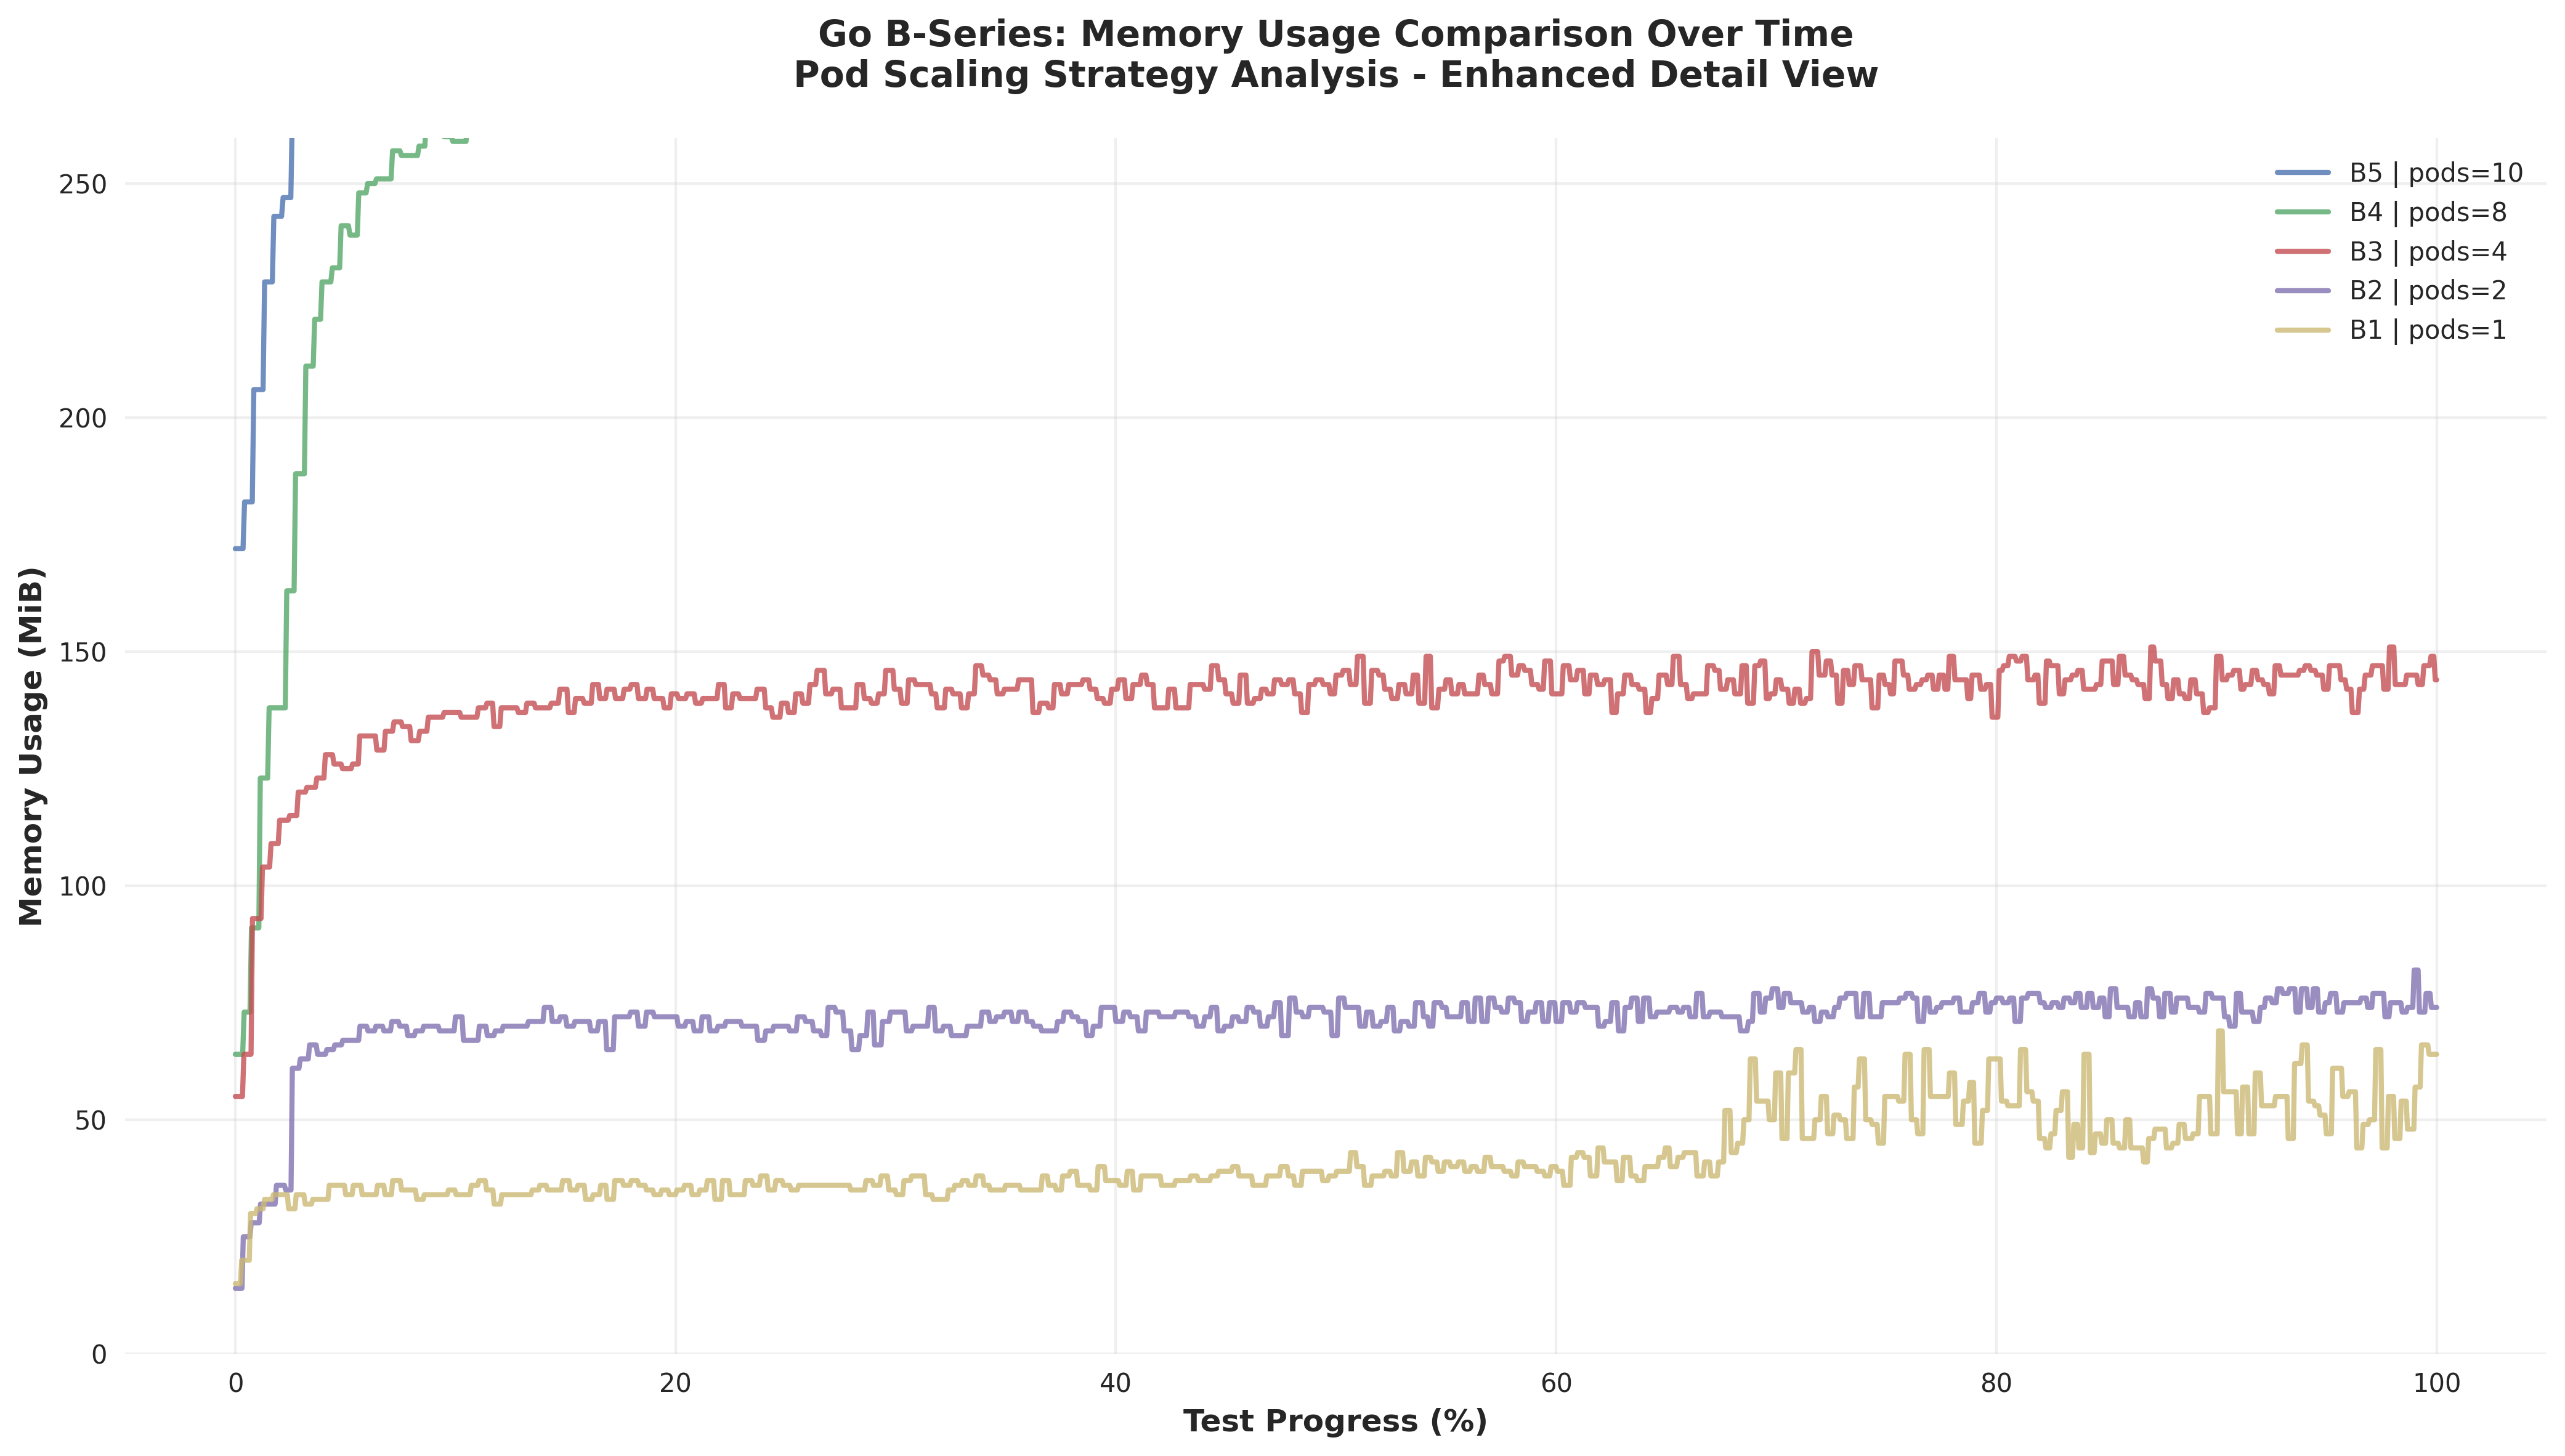 Go B-Series: Memory Usage Comparison Over Time
Pod Scaling Strategy Analysis - Enhanced Detail View
Memory Usage (MiB)
250
200
150
100
50
0
B5 | pods=10
B4 | pods=8
B3 | pods=4
B2 | pods=2
B1 | pods=1
0 20 40 60 80 100
Test Progress (%)